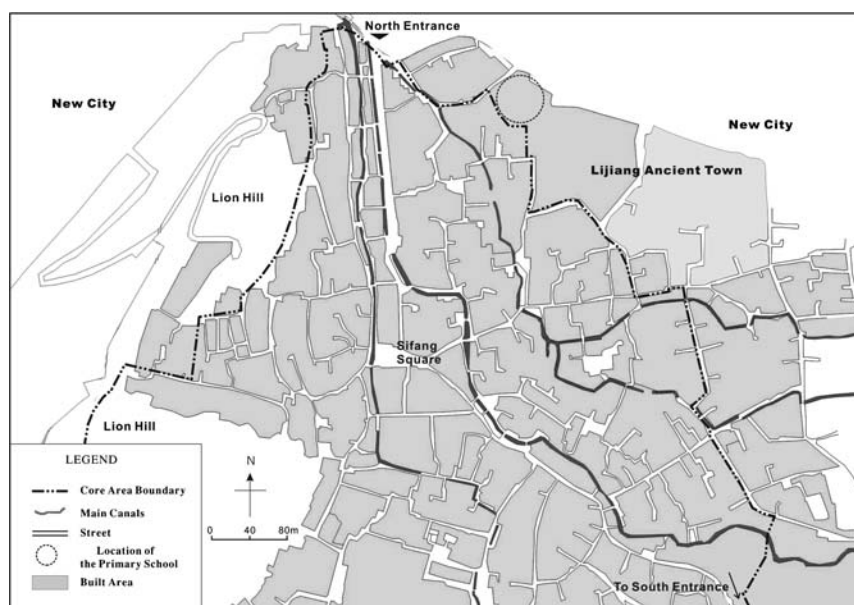 North Entrance
New City
New City
Lijiang Ancient Town
Lion Hill
Sifang
Square
Lion Hill
LEGEND
Core Area Boundary
Main Canals
Street
Location of
the Primary School
Built Area
N
0 40 80m
To South Entrance